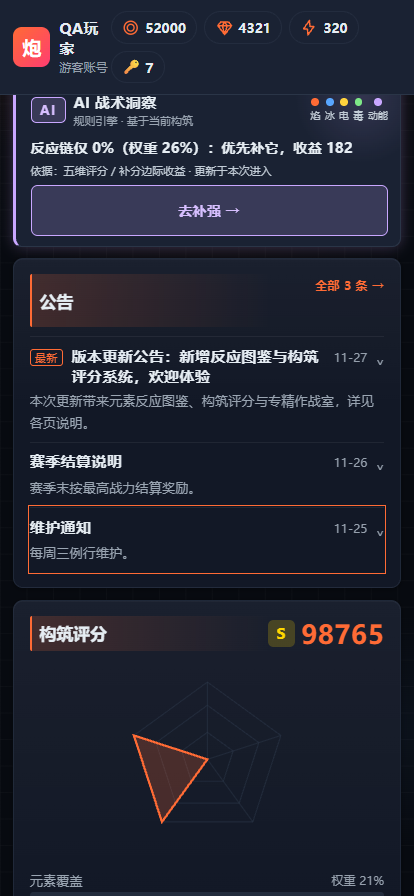 炮
QA玩家
游客账号
52000
4321
320
7
AI
AI 战术洞察
规则引擎 · 基于当前构筑
焰 冰 电 毒 动能
反应链仅 0%（权重 26%）：优先补它，收益 182
依据：五维评分 / 补分边际收益 · 更新于本次进入
去补强 →
公告
全部 3 条 →
最新 版本更新公告：新增反应图鉴与构筑 11-27
评分系统，欢迎体验
本次更新带来元素反应图鉴、构筑评分与专精作战室，详见
各页说明。
赛季结算说明 11-26
赛季末按最高战力结算奖励。
维护通知 11-25
每周三例行维护。
构筑评分
S 98765
元素覆盖 权重 21%